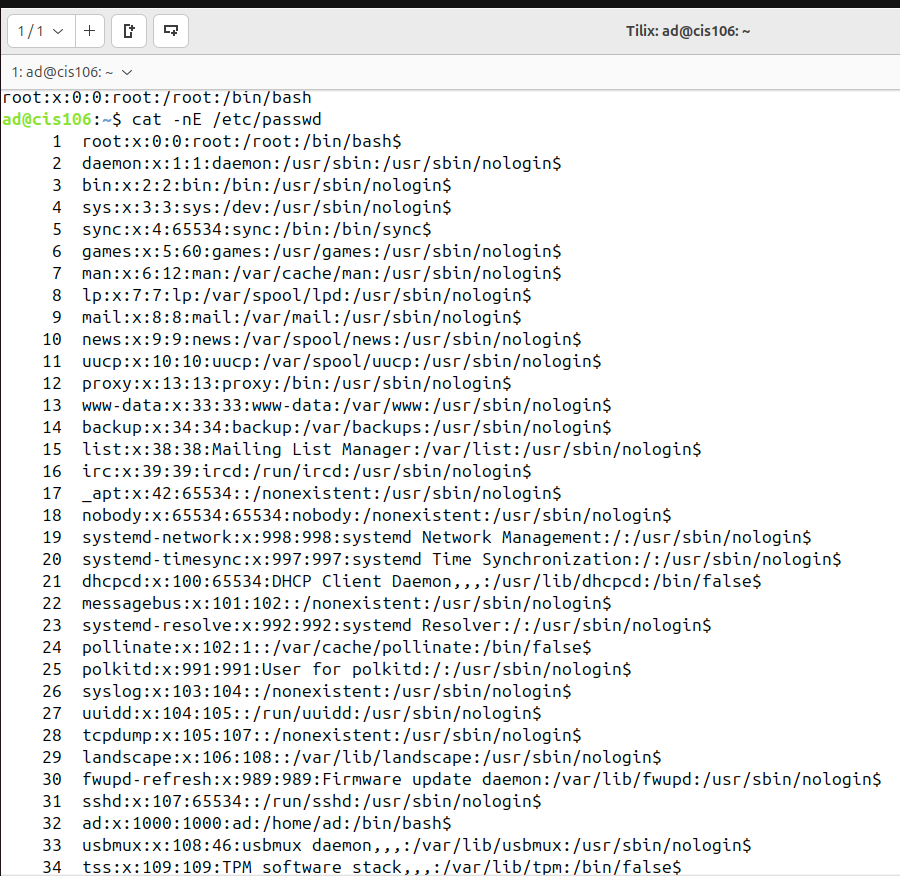 1 / 1
Tilix: ad@cis106: ~
1: ad@cis106: ~
root:x:0:0:root:/root:/bin/bash
ad@cis106:~$ cat -nE /etc/passwd
1 root:x:0:0:root:/root:/bin/bash$
2 daemon:x:1:1:daemon:/usr/sbin:/usr/sbin/nologin$
3 bin:x:2:2:bin:/bin:/usr/sbin/nologin$
4 sys:x:3:3:sys:/dev:/usr/sbin/nologin$
5 sync:x:4:65534:sync:/bin:/bin/sync$
6 games:x:5:60:games:/usr/games:/usr/sbin/nologin$
7 man:x:6:12:man:/var/cache/man:/usr/sbin/nologin$
8 lp:x:7:7:lp:/var/spool/lpd:/usr/sbin/nologin$
9 mail:x:8:8:mail:/var/mail:/usr/sbin/nologin$
10 news:x:9:9:news:/var/spool/news:/usr/sbin/nologin$
11 uucp:x:10:10:uucp:/var/spool/uucp:/usr/sbin/nologin$
12 proxy:x:13:13:proxy:/bin:/usr/sbin/nologin$
13 www-data:x:33:33:www-data:/var/www:/usr/sbin/nologin$
14 backup:x:34:34:backup:/var/backups:/usr/sbin/nologin$
15 list:x:38:38:Mailing List Manager:/var/list:/usr/sbin/nologin$
16 irc:x:39:39:ircd:/run/ircd:/usr/sbin/nologin$
17 _apt:x:42:65534::/nonexistent:/usr/sbin/nologin$
18 nobody:x:65534:65534:nobody:/nonexistent:/usr/sbin/nologin$
19 systemd-network:x:998:998:systemd Network Management:/:/usr/sbin/nologin$
20 systemd-timesync:x:997:997:systemd Time Synchronization:/:/usr/sbin/nologin$
21 dhcpcd:x:100:65534:DHCP Client Daemon,,,:/usr/lib/dhcpcd:/bin/false$
22 messagebus:x:101:102::/nonexistent:/usr/sbin/nologin$
23 systemd-resolve:x:992:992:systemd Resolver:/:/usr/sbin/nologin$
24 pollinate:x:102:1::/var/cache/pollinate:/bin/false$
25 polkitd:x:991:991:User for polkitd:/:/usr/sbin/nologin$
26 syslog:x:103:104::/nonexistent:/usr/sbin/nologin$
27 uuidd:x:104:105::/run/uuidd:/usr/sbin/nologin$
28 tcpdump:x:105:107::/nonexistent:/usr/sbin/nologin$
29 landscape:x:106:108::/var/lib/landscape:/usr/sbin/nologin$
30 fwupd-refresh:x:989:989:Firmware update daemon:/var/lib/fwupd:/usr/sbin/nologin$
31 sshd:x:107:65534::/run/sshd:/usr/sbin/nologin$
32 ad:x:1000:1000:ad:/home/ad:/bin/bash$
33 usbmux:x:108:46:usbmux daemon,,,:/var/lib/usbmux:/usr/sbin/nologin$
34 tss:x:109:109:TPM software stack,,,:/var/lib/tpm:/bin/false$